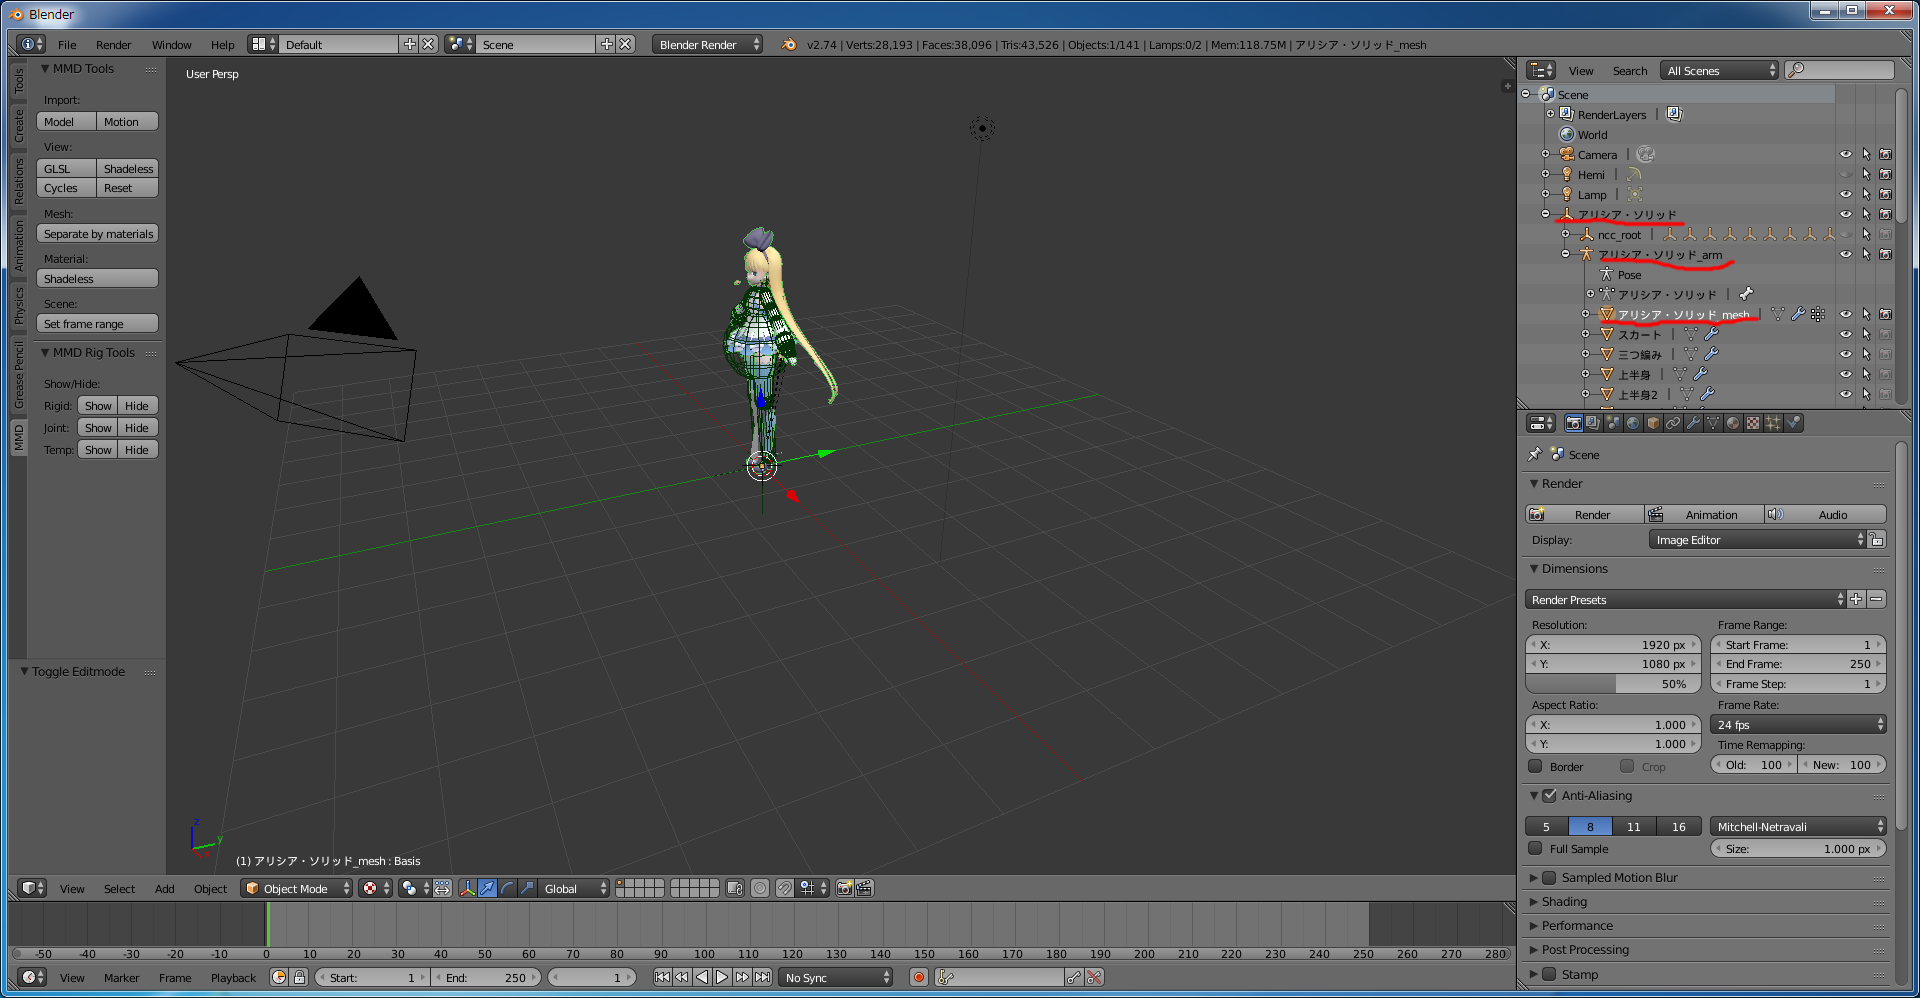 Blender
File Render Window Help Default Scene Blender Render v2.74 | Verts:28,193 | Faces:38,096 | Tris:43,526 | Objects:1/141 | Lamps:0/2 | Mem:118.75M | アリシア・ソリッド_mesh
Tools
Create
Relations
Animation
Physics
Grease Pencil
MMD
MMD Tools
Import:
Model Motion
View:
GLSL Shadeless
Cycles Reset
Mesh:
Separate by materials
Material:
Shadeless
Scene:
Set frame range
MMD Rig Tools
Show/Hide:
Rigid: Show Hide
Joint: Show Hide
Temp: Show Hide
Toggle Editmode
User Persp
z
y
(1) アリシア・ソリッド_mesh : Basis
View Select Add Object Object Mode Global
-50 -40 -30 -20 -10 0 10 20 30 40 50 60 70 80 90 100 110 120 130 140 150 160 170 180 190 200 210 220 230 240 250 260 270 280
View Marker Frame Playback Start: 1 End: 250 1 No Sync
View Search All Scenes
Scene
RenderLayers |
World
Camera |
Hemi |
Lamp |
アリシア・ソリッド
ncc_root |
アリシア・ソリッド_arm
Pose
アリシア・ソリッド |
アリシア・ソリッド_mesh |
スカート |
三つ編み |
上半身 |
上半身2 |
Scene
Render
Render Animation Audio
Display: Image Editor
Dimensions
Render Presets
Resolution: Frame Range:
X: 1920 px Start Frame: 1
Y: 1080 px End Frame: 250
50% Frame Step: 1
Aspect Ratio: Frame Rate:
X: 1.000 24 fps
Y: 1.000 Time Remapping:
Border Crop Old: 100 New: 100
Anti-Aliasing
5 8 11 16 Mitchell-Netravali
Full Sample Size: 1.000 px
Sampled Motion Blur
Shading
Performance
Post Processing
Stamp